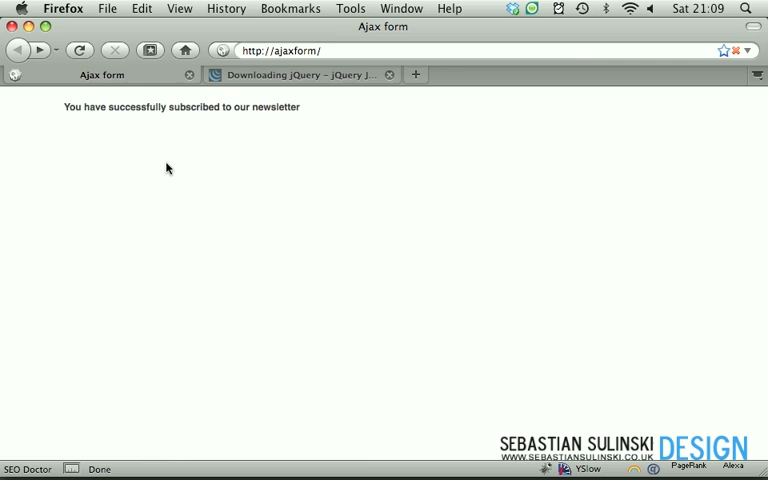 Firefox File Edit View History Bookmarks Tools Window Help Sat 21:09
Ajax form
http://ajaxform/
Ajax form Downloading jQuery – jQuery J... +
You have successfully subscribed to our newsletter
SEBASTIAN SULINSKI DESIGN
WWW.SEBASTIANSULINSKI.CO.UK
SEO Doctor Done YSlow PageRank Alexa